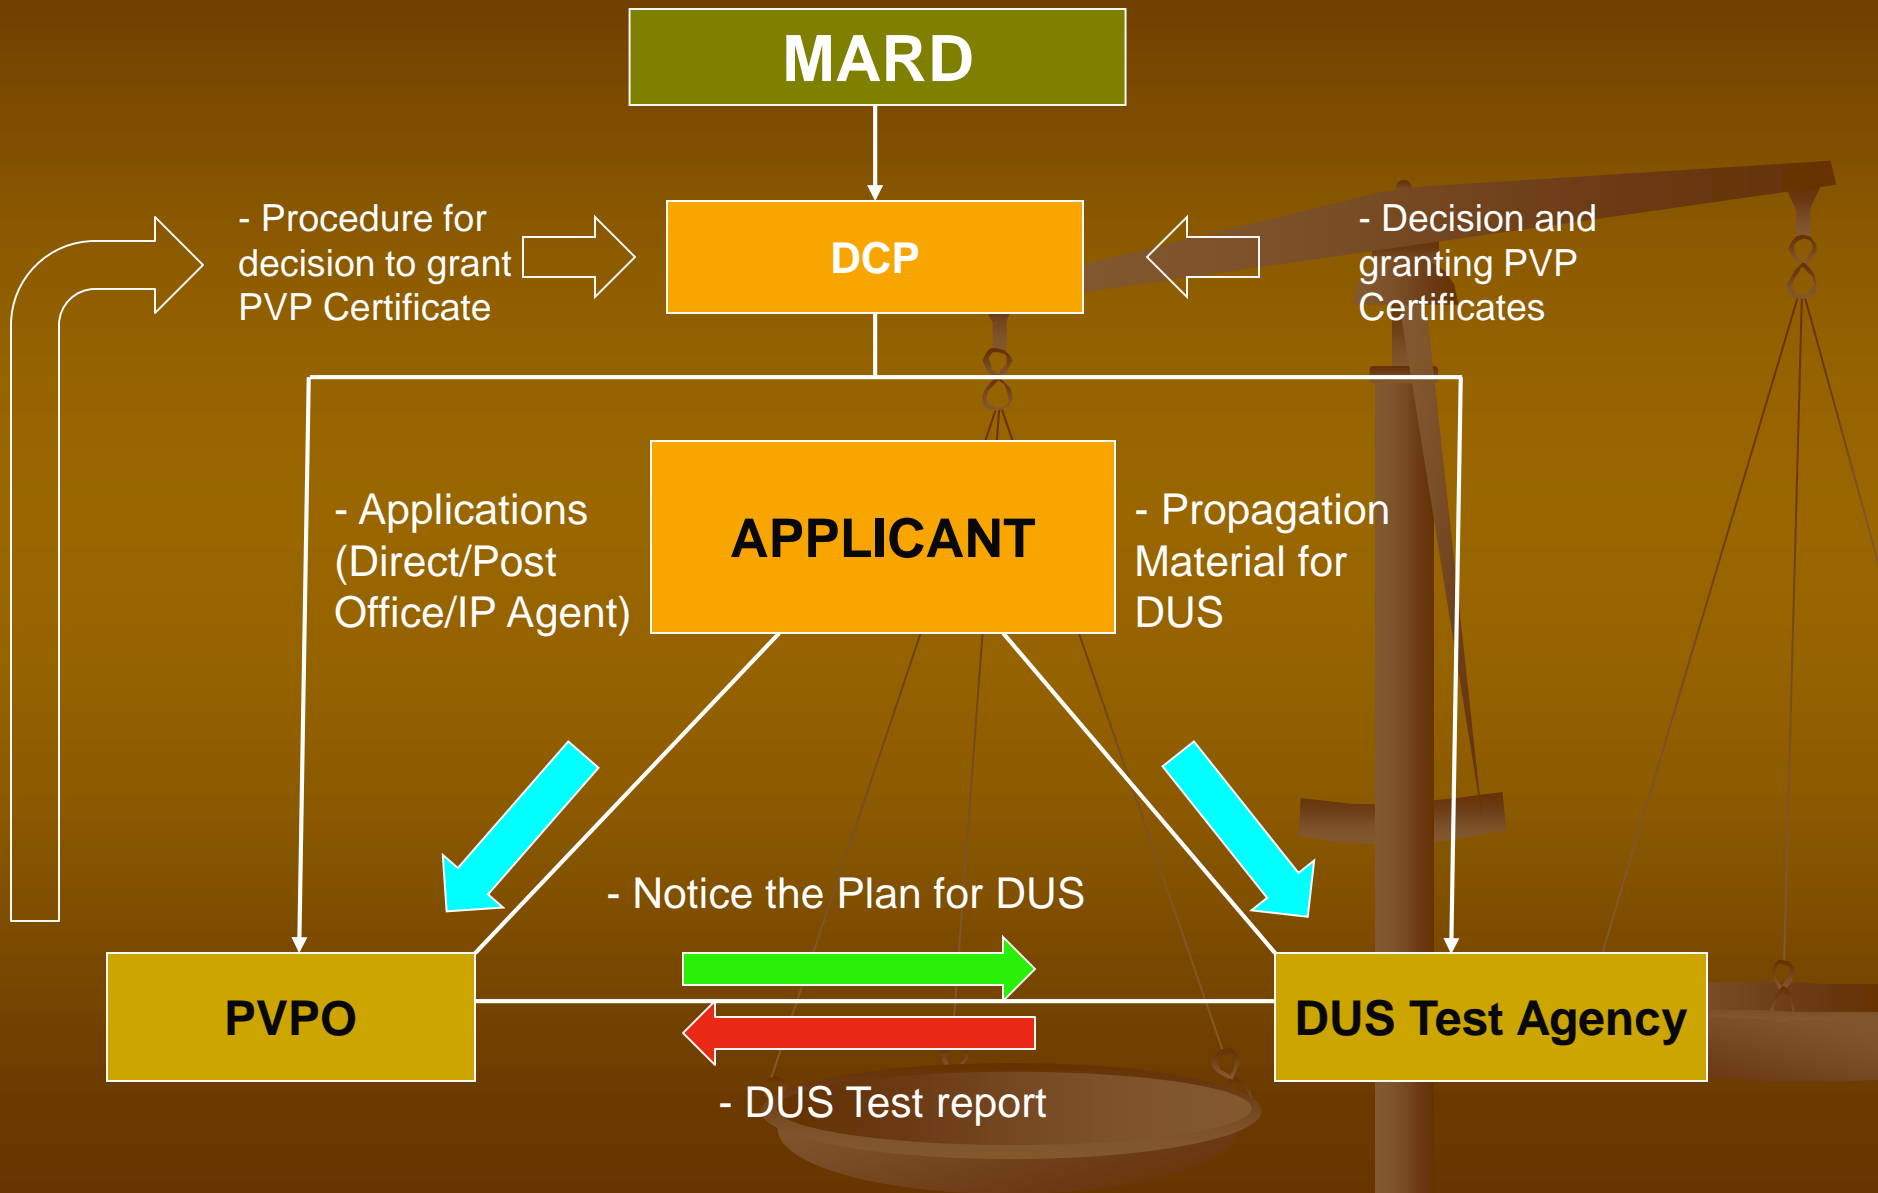 MARD
- Procedure for
decision to grant
PVP Certificate
DCP
- Decision and
granting PVP
Certificates
- Applications
(Direct/Post
Office/IP Agent)
APPLICANT
- Propagation
Material for
DUS
- Notice the Plan for DUS
PVPO
DUS Test Agency
- DUS Test report